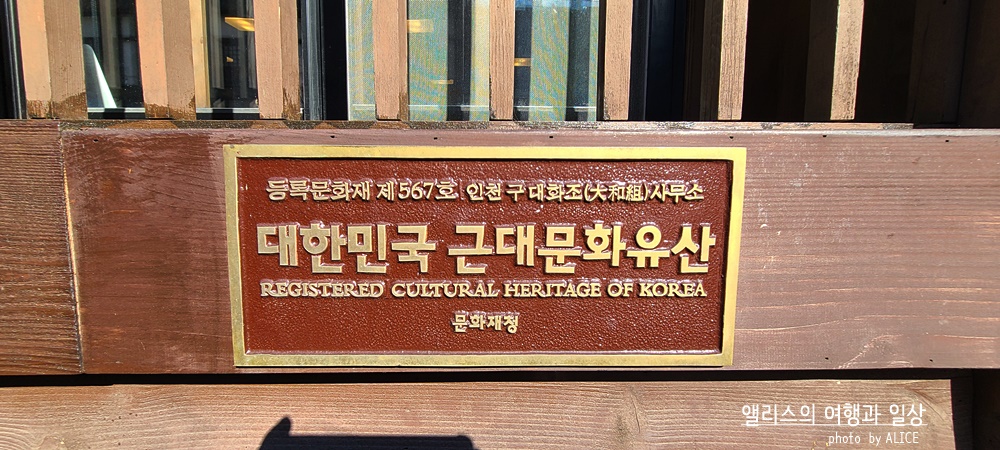 등록문화재 제567호 인천 구 대화조(大和組)사무소
대한민국 근대문화유산
REGISTERED CULTURAL HERITAGE OF KOREA
문화재청
앨리스의 여행과 일상
photo by ALICE